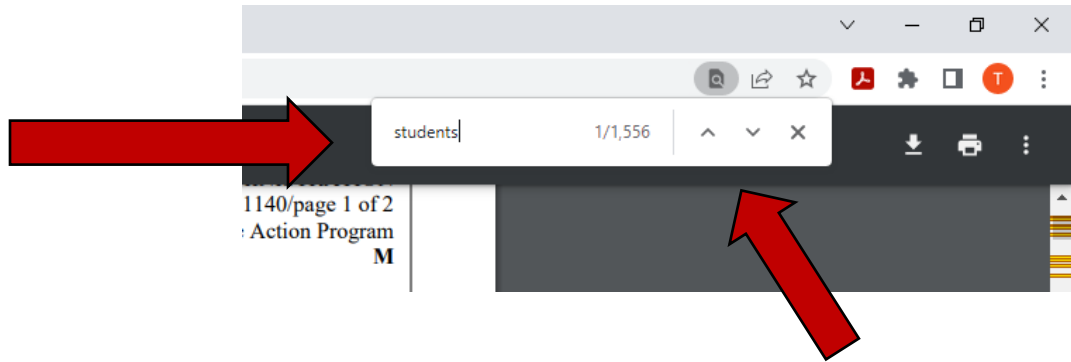 T
students 1/1,556
1140/page 1 of 2
Action Program
M